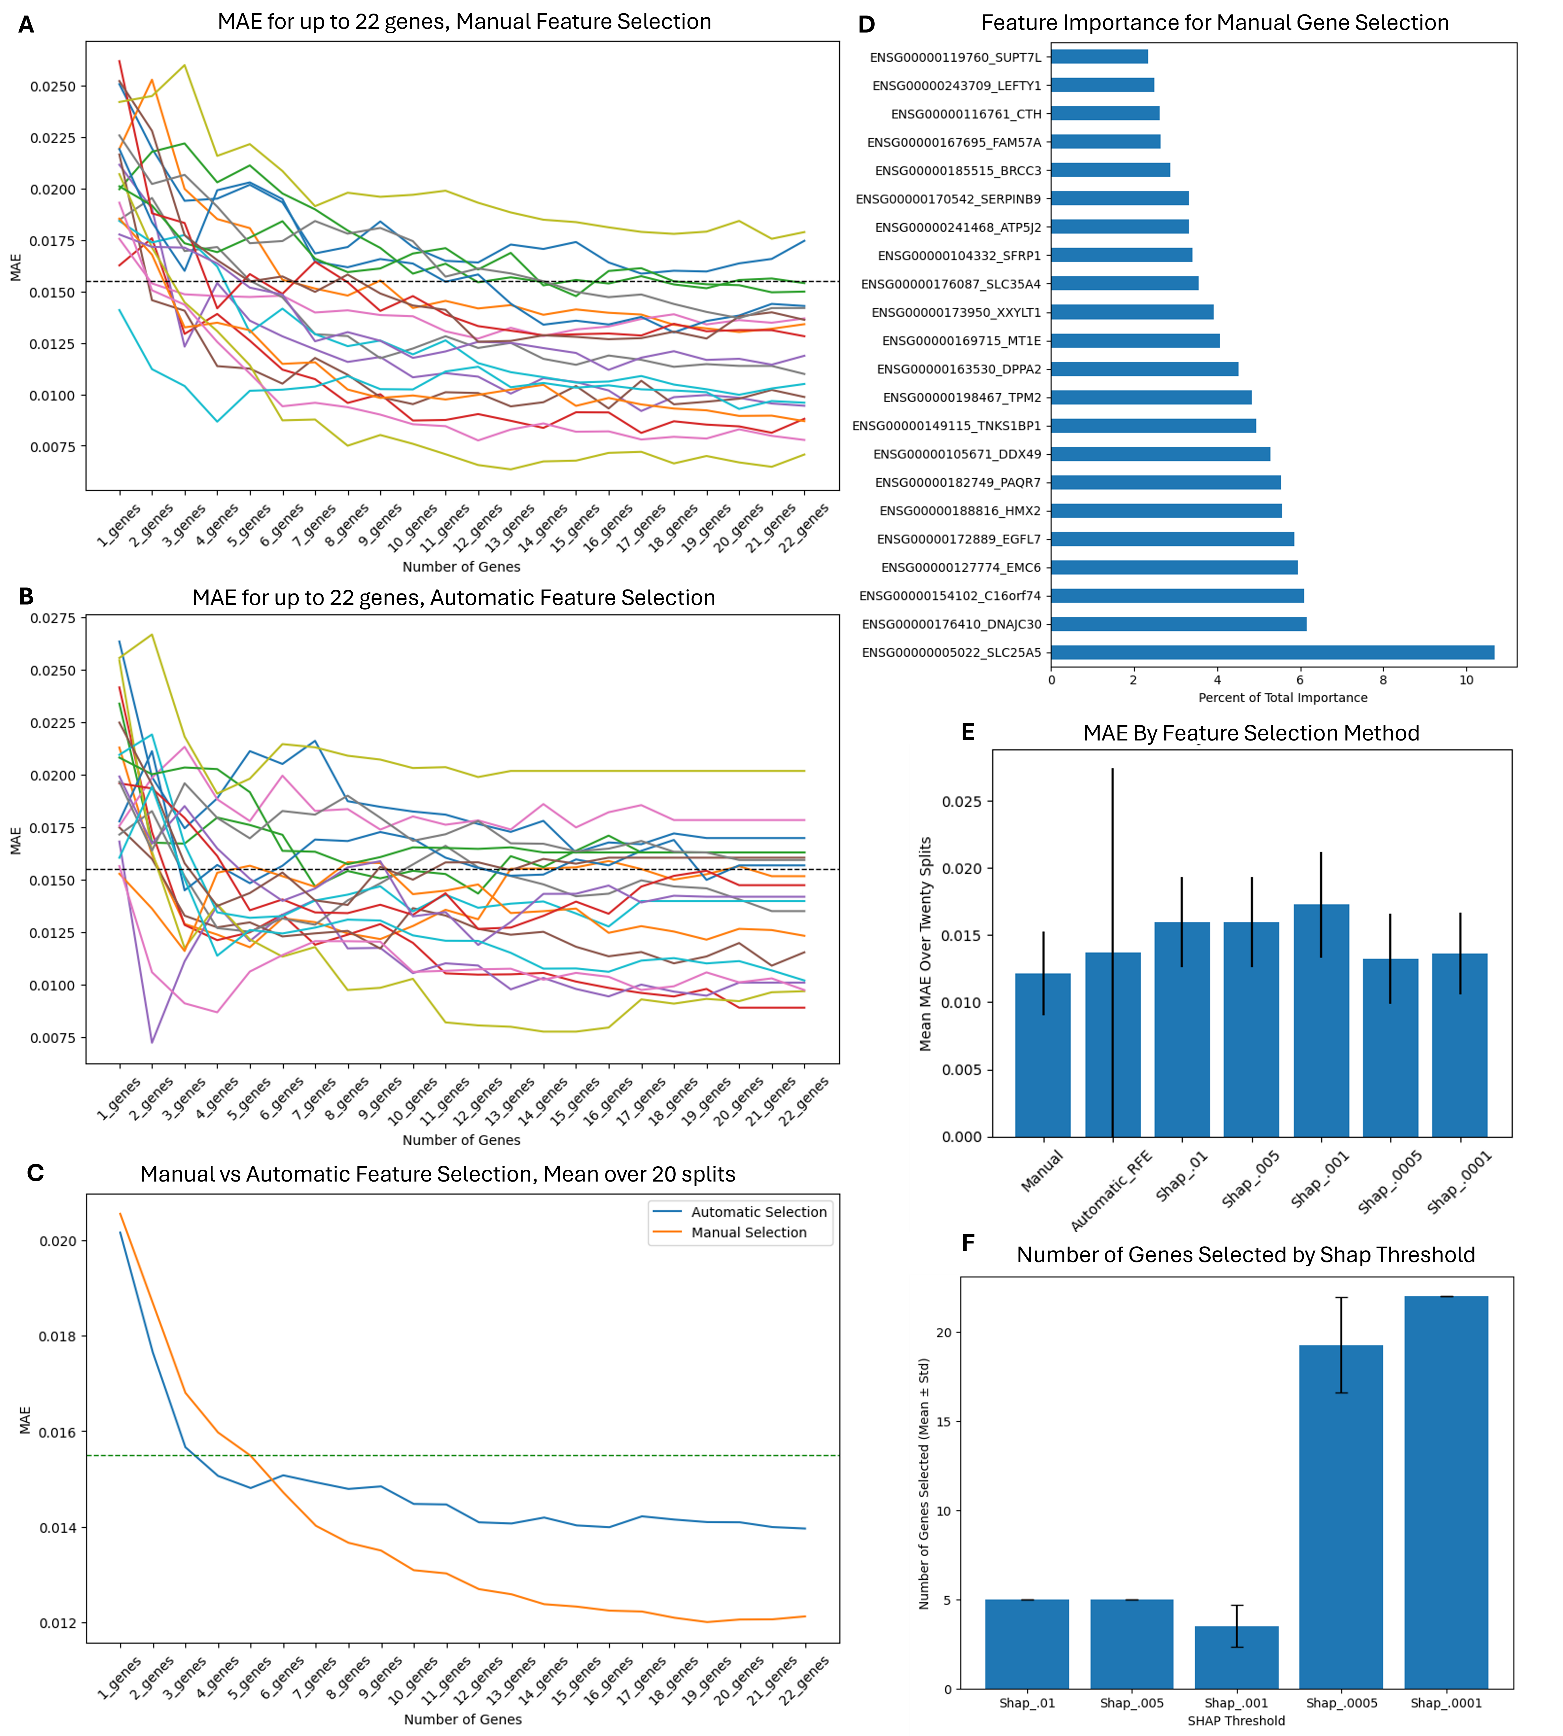 A
MAE for up to 22 genes, Manual Feature Selection
MAE
0.0250
0.0225
0.0200
0.0175
0.0150
0.0125
0.0100
0.0075
1_genes
2_genes
3_genes
4_genes
5_genes
6_genes
7_genes
8_genes
9_genes
10_genes
11_genes
12_genes
13_genes
14_genes
15_genes
16_genes
17_genes
18_genes
19_genes
20_genes
21_genes
22_genes
Number of Genes
B
MAE for up to 22 genes, Automatic Feature Selection
MAE
0.0275
0.0250
0.0225
0.0200
0.0175
0.0150
0.0125
0.0100
0.0075
1_genes
2_genes
3_genes
4_genes
5_genes
6_genes
7_genes
8_genes
9_genes
10_genes
11_genes
12_genes
13_genes
14_genes
15_genes
16_genes
17_genes
18_genes
19_genes
20_genes
21_genes
22_genes
Number of Genes
C
Manual vs Automatic Feature Selection, Mean over 20 splits
Automatic Selection
Manual Selection
MAE
0.020
0.018
0.016
0.014
0.012
1_genes
2_genes
3_genes
4_genes
5_genes
6_genes
7_genes
8_genes
9_genes
10_genes
11_genes
12_genes
13_genes
14_genes
15_genes
16_genes
17_genes
18_genes
19_genes
20_genes
21_genes
22_genes
Number of Genes
D
Feature Importance for Manual Gene Selection
ENSG00000119760_SUPT7L
ENSG00000243709_LEFTY1
ENSG00000116761_CTH
ENSG00000167695_FAM57A
ENSG00000185515_BRCC3
ENSG00000170542_SERPINB9
ENSG00000241468_ATP5J2
ENSG00000104332_SFRP1
ENSG00000176087_SLC35A4
ENSG00000173950_XXYLT1
ENSG00000169715_MT1E
ENSG00000163530_DPPA2
ENSG00000198467_TPM2
ENSG00000149115_TNKS1BP1
ENSG00000105671_DDX49
ENSG00000182749_PAQR7
ENSG00000188816_HMX2
ENSG00000172889_EGFL7
ENSG00000127774_EMC6
ENSG00000154102_C16orf74
ENSG00000176410_DNAJC30
ENSG00000005022_SLC25A5
0 2 4 6 8 10
Percent of Total Importance
E
MAE By Feature Selection Method
Mean MAE Over Twenty Splits
0.025
0.020
0.015
0.010
0.005
0.000
Manual
Automatic_RFE
Shap_.01
Shap_.005
Shap_.001
Shap_.0005
Shap_.0001
F
Number of Genes Selected by Shap Threshold
Number of Genes Selected (Mean ± Std)
20
15
10
5
0
Shap_.01 Shap_.005 Shap_.001 Shap_.0005 Shap_.0001
SHAP Threshold